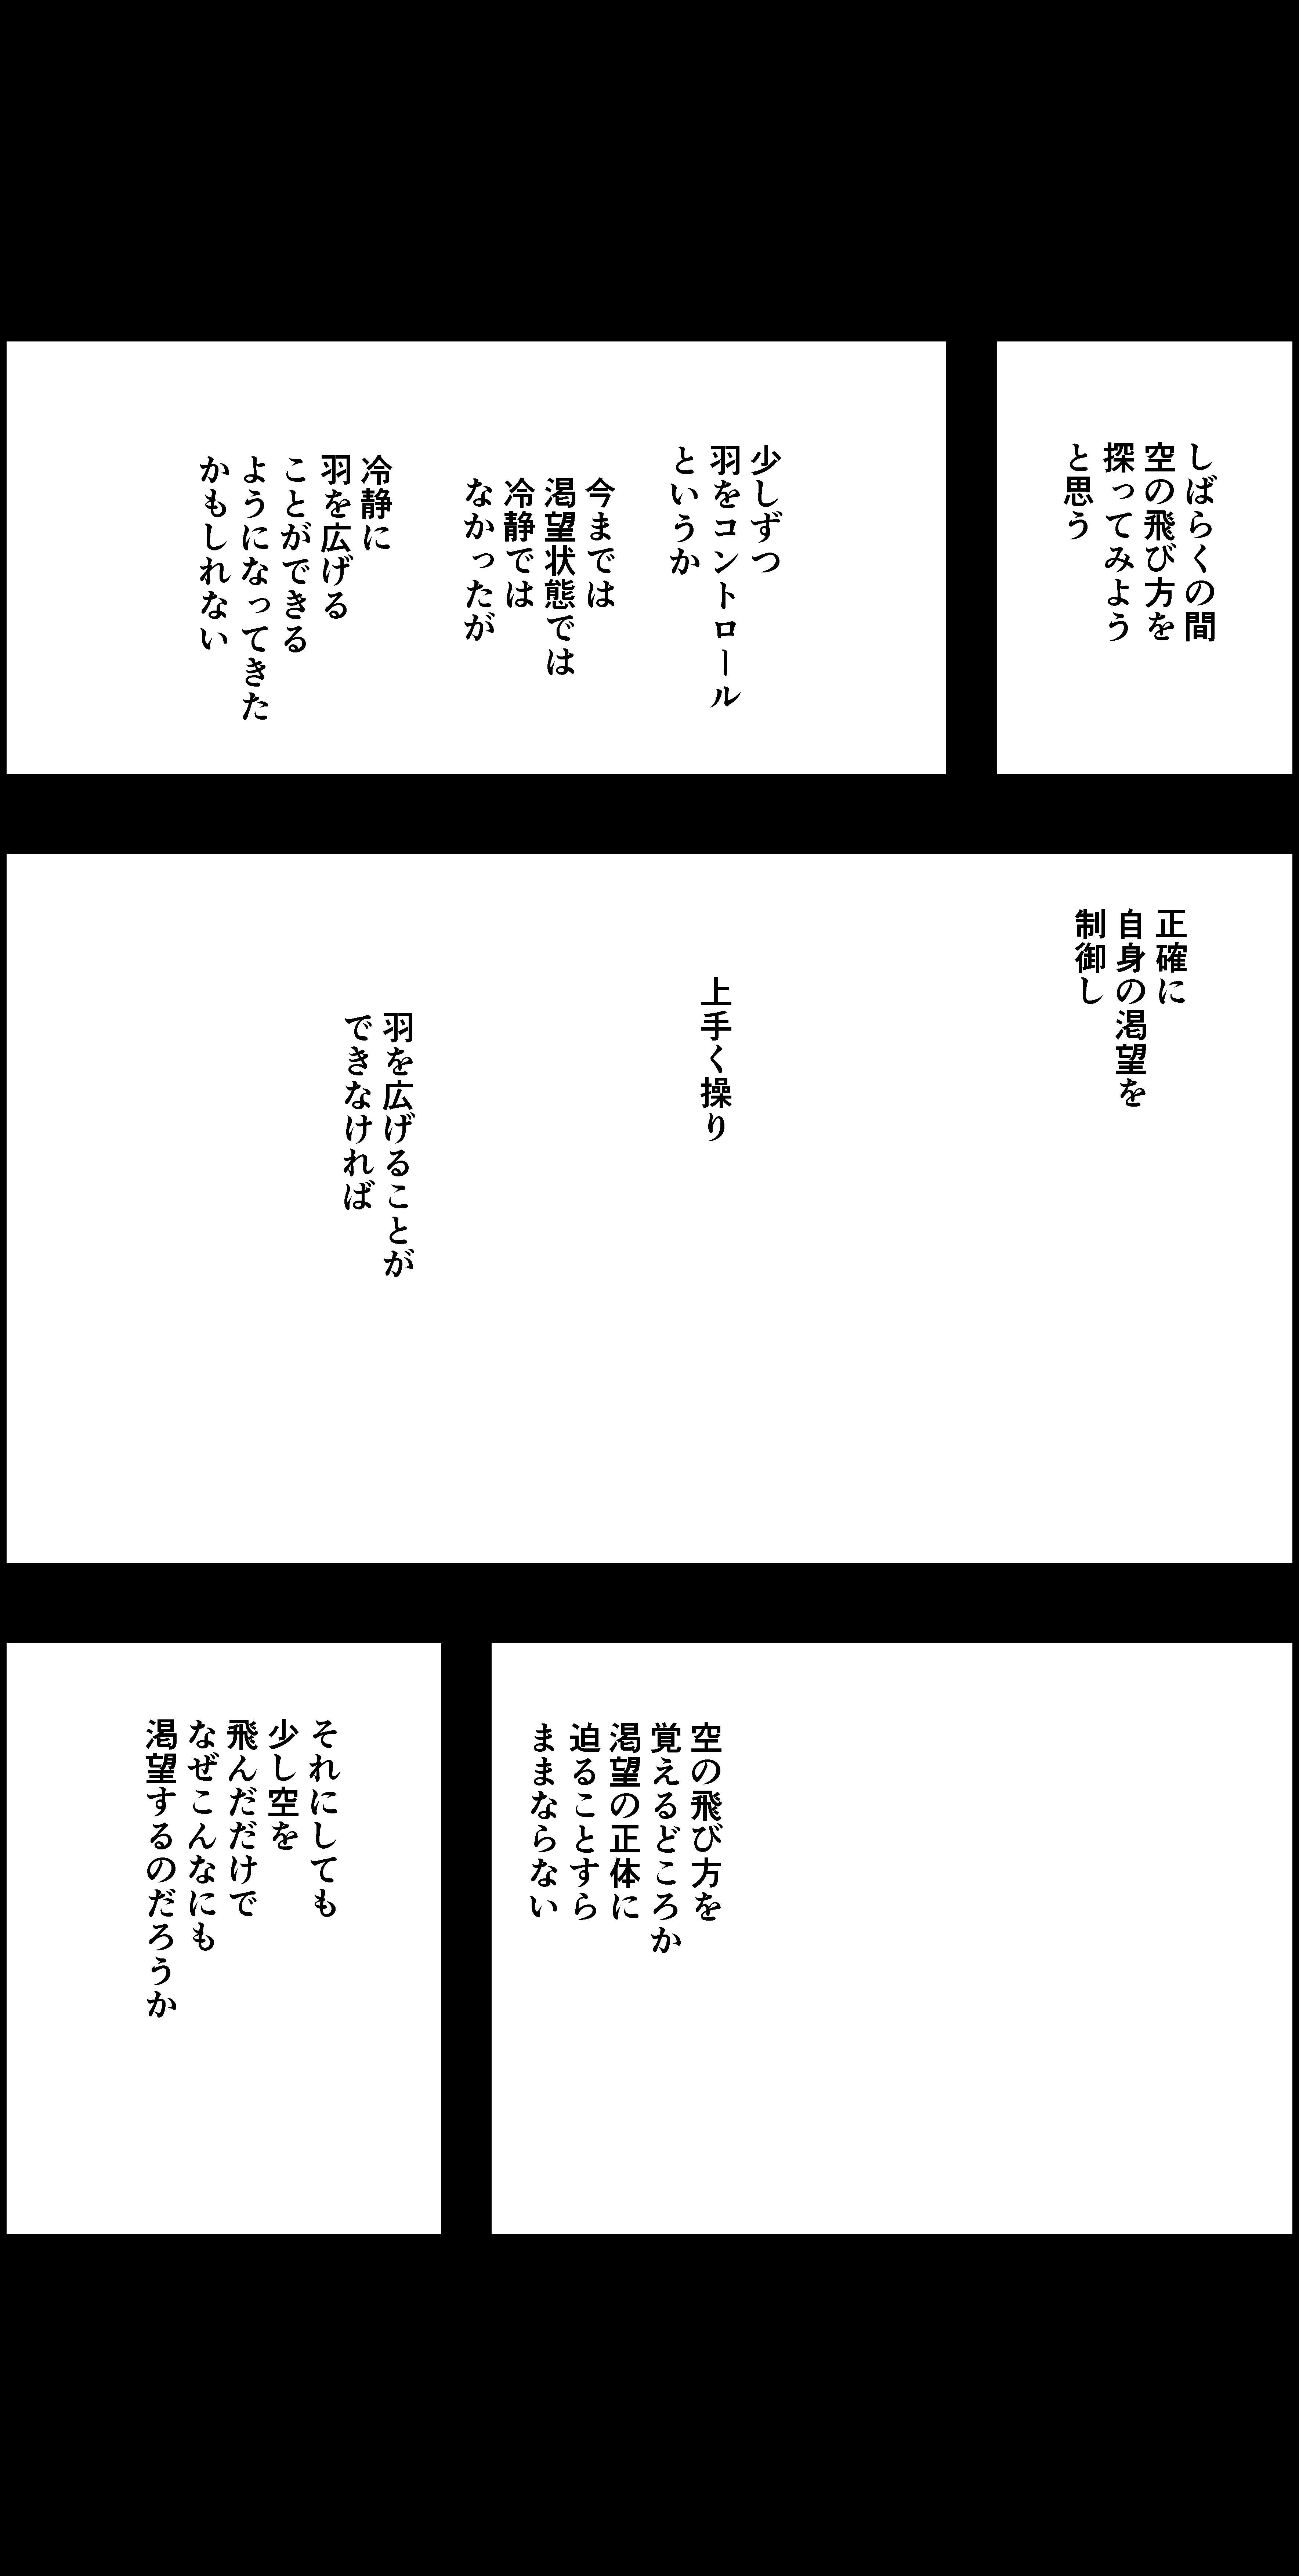 しばらくの間
空の飛び方を
探ってみよう
と思う
少しずつ
羽をコントロール
というか
今までは
渇望状態では
冷静では
なかったが
冷静に
羽を広げる
ことができる
ようになってきた
かもしれない
正確に
自身の渇望を
制御し
上手く操り
羽を広げることが
できなければ
空の飛び方を
覚えるどころか
渇望の正体に
迫ることすら
ままならない
それにしても
少し空を
飛んだだけで
なぜこんなにも
渇望するのだろうか